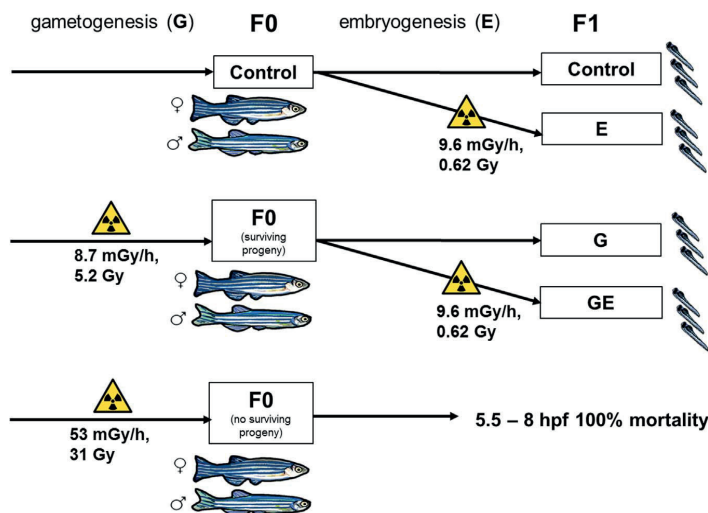 gametogenesis (G) F0 embryogenesis (E) F1
Control Control
♀
♂
9.6 mGy/h,
0.62 Gy
E
8.7 mGy/h,
5.2 Gy
F0
(surviving
progeny)
♀
♂
G
9.6 mGy/h,
0.62 Gy
GE
53 mGy/h,
31 Gy
F0
(no surviving
progeny)
♀
♂
5.5 – 8 hpf 100% mortality